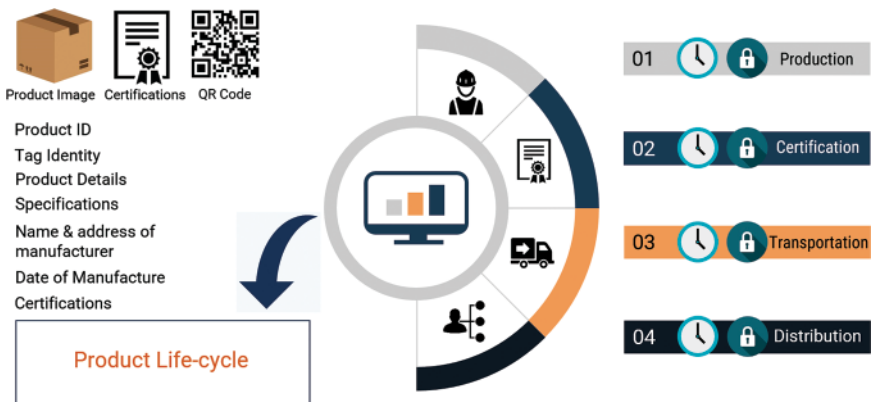 Product Image Certifications QR Code
Product ID
Tag Identity
Product Details
Specifications
Name & address of
manufacturer
Date of Manufacture
Certifications
Product Life-cycle
01 Production
02 Certification
03 Transportation
04 Distribution